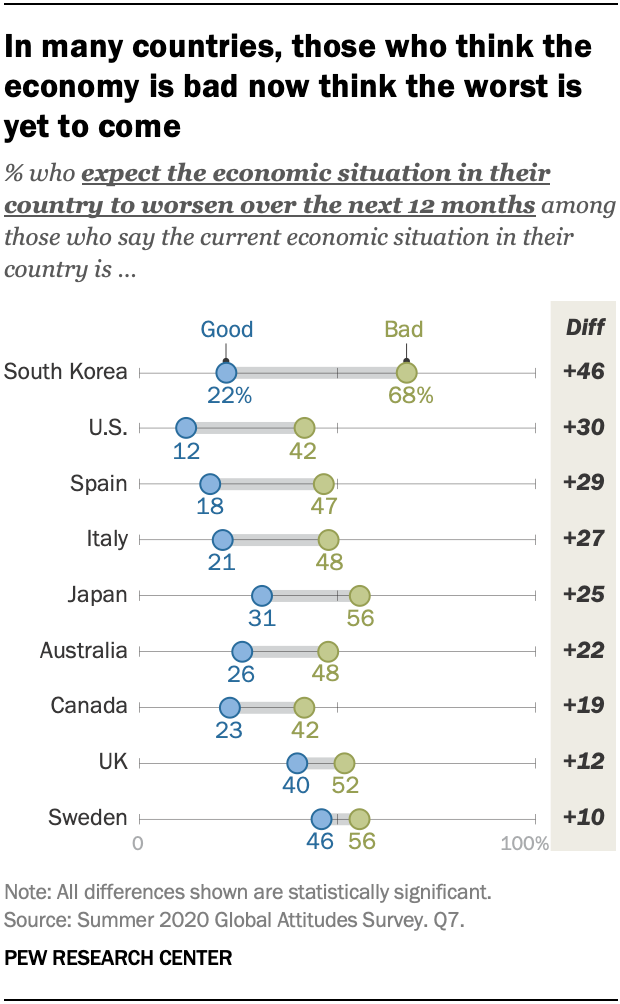 In many countries, those who think the
economy is bad now think the worst is
yet to come
% who expect the economic situation in their
country to worsen over the next 12 months among
those who say the current economic situation in their
country is ...
Diff
Good Bad
South Korea 22% 68% +46
U.S. 12 42 +30
Spain 18 47 +29
Italy 21 48 +27
Japan 31 56 +25
Australia 26 48 +22
Canada 23 42 +19
UK 40 52 +12
Sweden 46 56 +10
0 100%
Note: All differences shown are statistically significant.
Source: Summer 2020 Global Attitudes Survey. Q7.
PEW RESEARCH CENTER